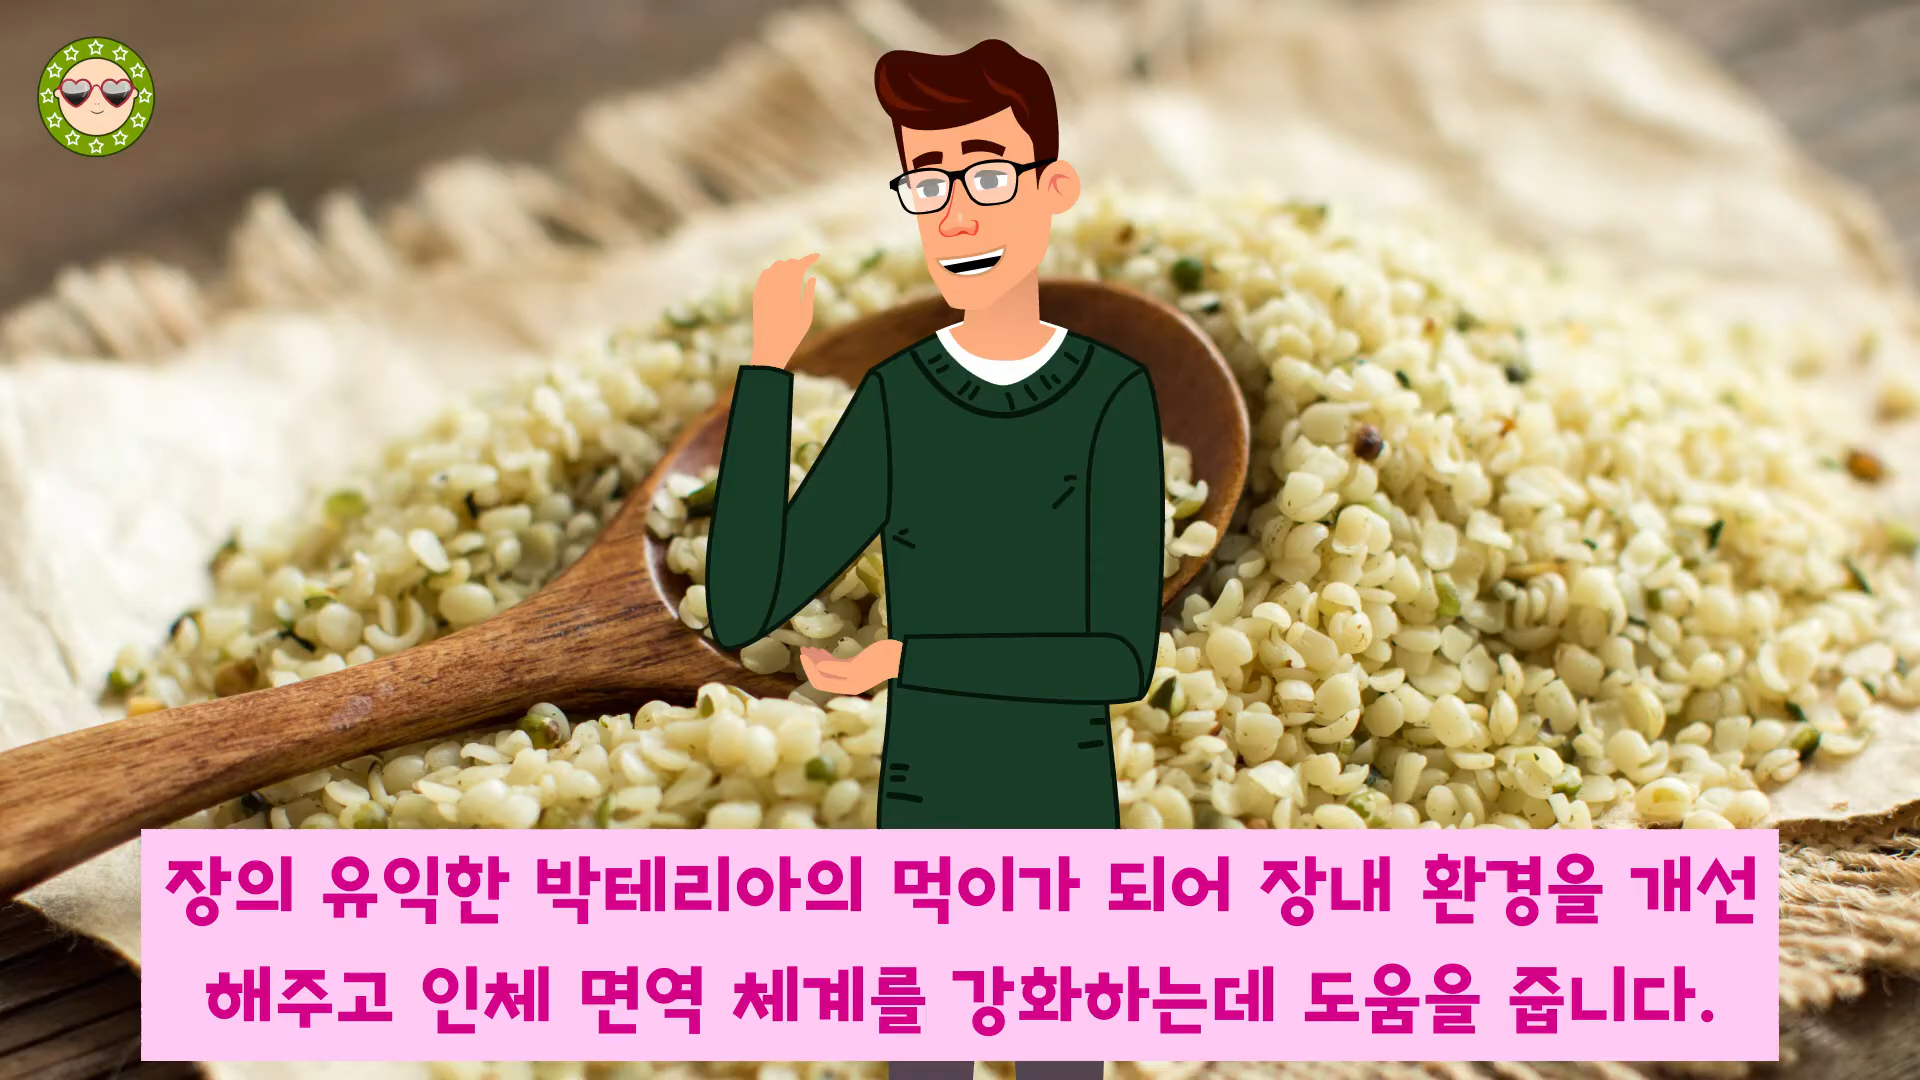 장의 유익한 박테리아의 먹이가 되어 장내 환경을 개선
해주고 인체 면역 체계를 강화하는데 도움을 줍니다.